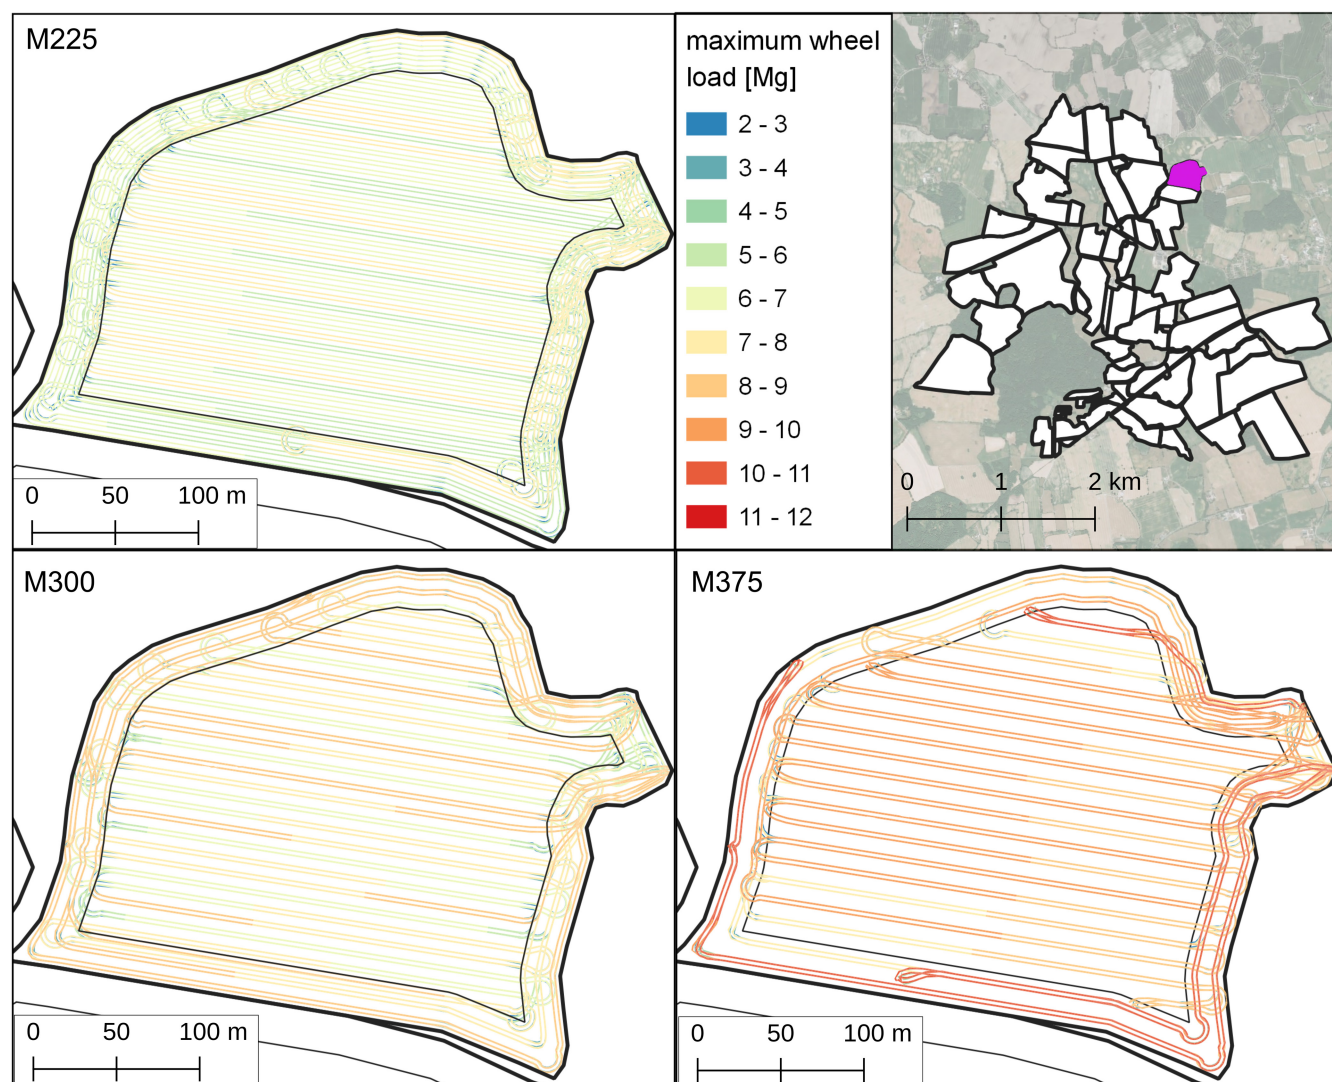 M225
maximum wheel
load [Mg]
2 - 3
3 - 4
4 - 5
5 - 6
6 - 7
7 - 8
8 - 9
9 - 10
10 - 11
11 - 12
0 1 2 km
0 50 100 m
M300
M375
0 50 100 m
0 50 100 m